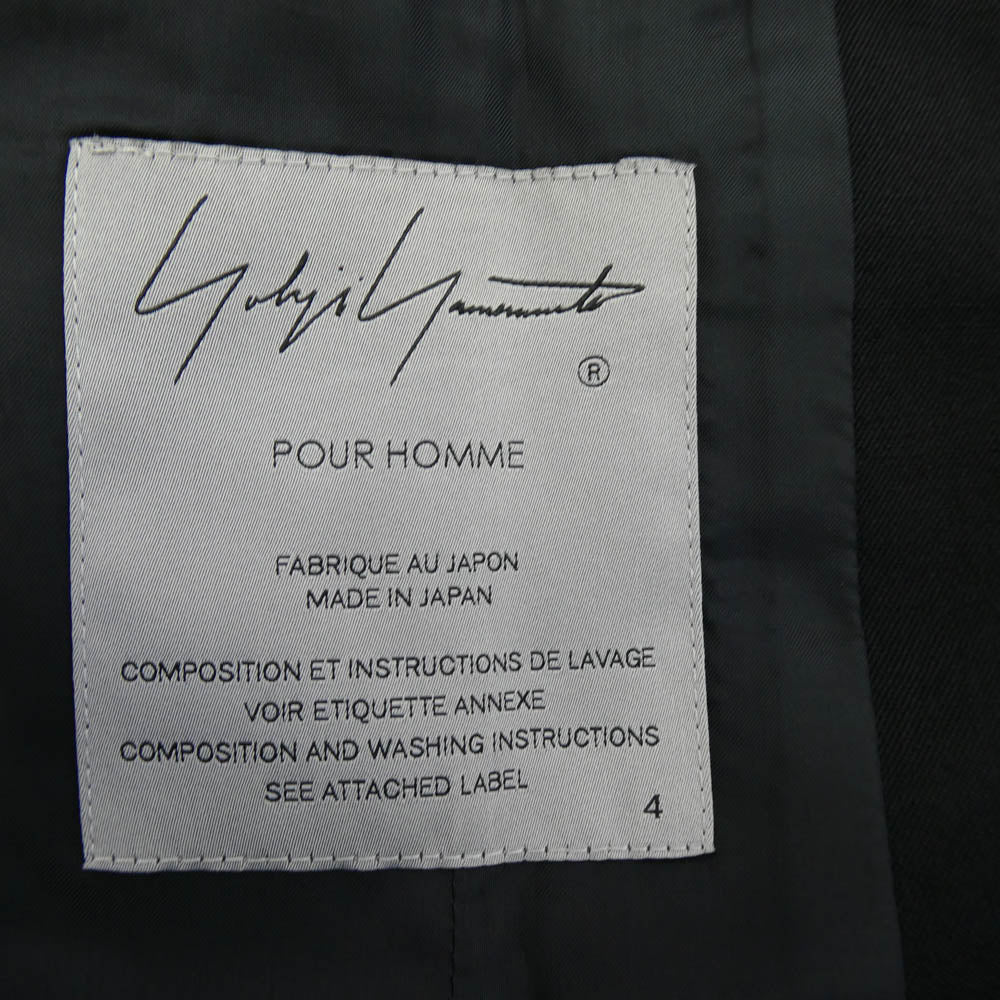 Yohji Yamamoto
®
POUR HOMME
FABRIQUE AU JAPON
MADE IN JAPAN
COMPOSITION ET INSTRUCTIONS DE LAVAGE
VOIR ETIQUETTE ANNEXE
COMPOSITION AND WASHING INSTRUCTIONS
SEE ATTACHED LABEL
4